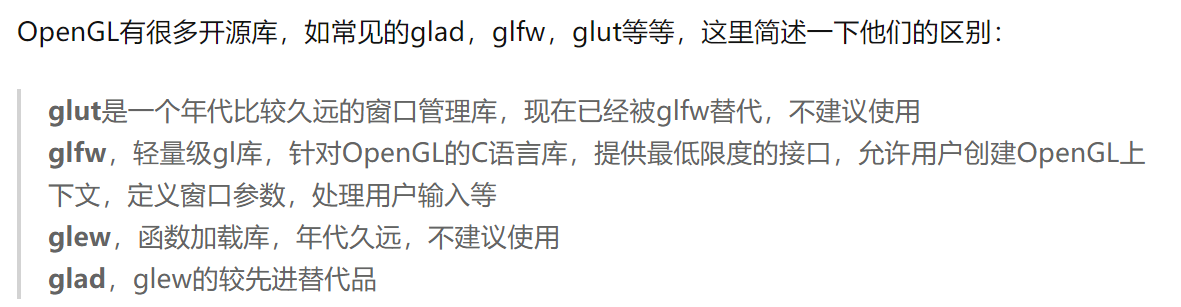 OpenGL有很多开源库，如常见的glad，glfw，glut等等，这里简述一下他们的区别：
glut是一个年代比较久远的窗口管理库，现在已经被glfw替代，不建议使用
glfw，轻量级gl库，针对OpenGL的C语言库，提供最低限度的接口，允许用户创建OpenGL上
下文，定义窗口参数，处理用户输入等
glew，函数加载库，年代久远，不建议使用
glad，glew的较先进替代品